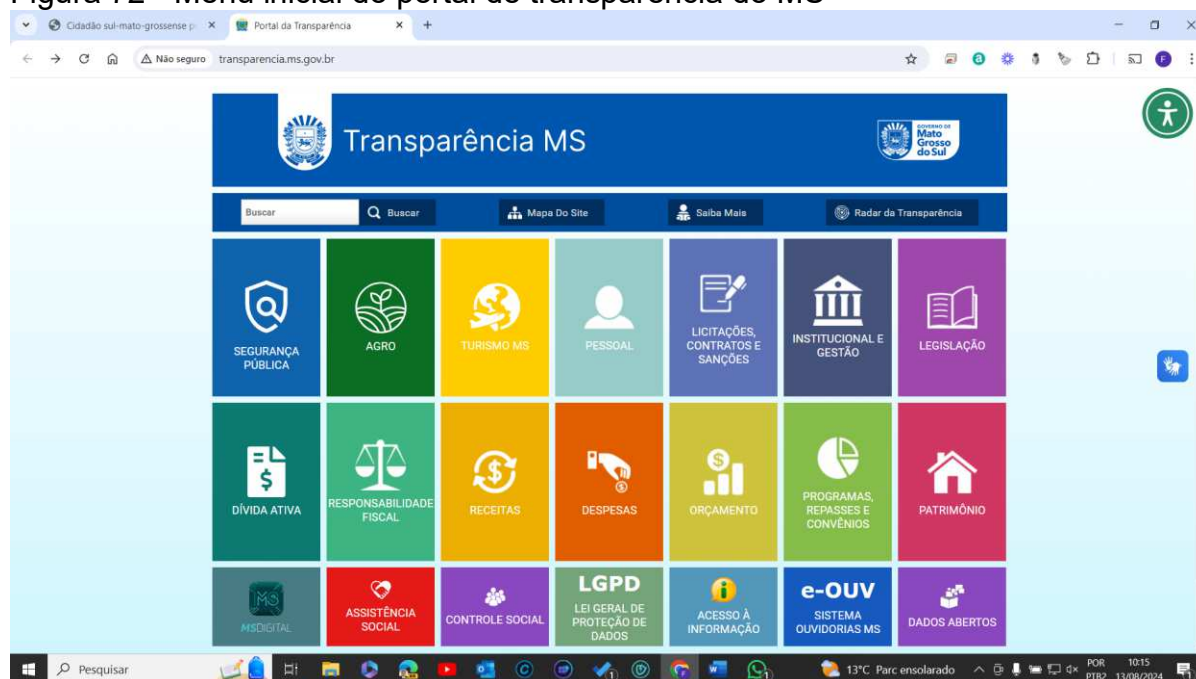 Figura 72 - Menu inicial do portal de transparência de MS
Cidadão sul-mato-grossense p
Portal da Transparência
Não seguro
transparencia.ms.gov.br
F
Transparência MS
GOVERNO DE
Mato
Grosso
do Sul
Buscar
Buscar
Mapa Do Site
Saiba Mais
Radar da Transparência
SEGURANÇA
PÚBLICA
AGRO
TURISMO MS
PESSOAL
LICITAÇÕES,
CONTRATOS E
SANÇÕES
INSTITUCIONAL E
GESTÃO
LEGISLAÇÃO
DÍVIDA ATIVA
RESPONSABILIDADE
FISCAL
RECEITAS
DESPESAS
ORÇAMENTO
PROGRAMAS,
REPASSES E
CONVÊNIOS
PATRIMÔNIO
MS
MSDIGITAL
ASSISTÊNCIA
SOCIAL
CONTROLE SOCIAL
LGPD
LEI GERAL DE
PROTEÇÃO DE
DADOS
ACESSO À
INFORMAÇÃO
e-OUV
SISTEMA
OUVIDORIAS MS
DADOS ABERTOS
Pesquisar
13°C Parc ensolarado
POR
PTB2
10:15
13/08/2024